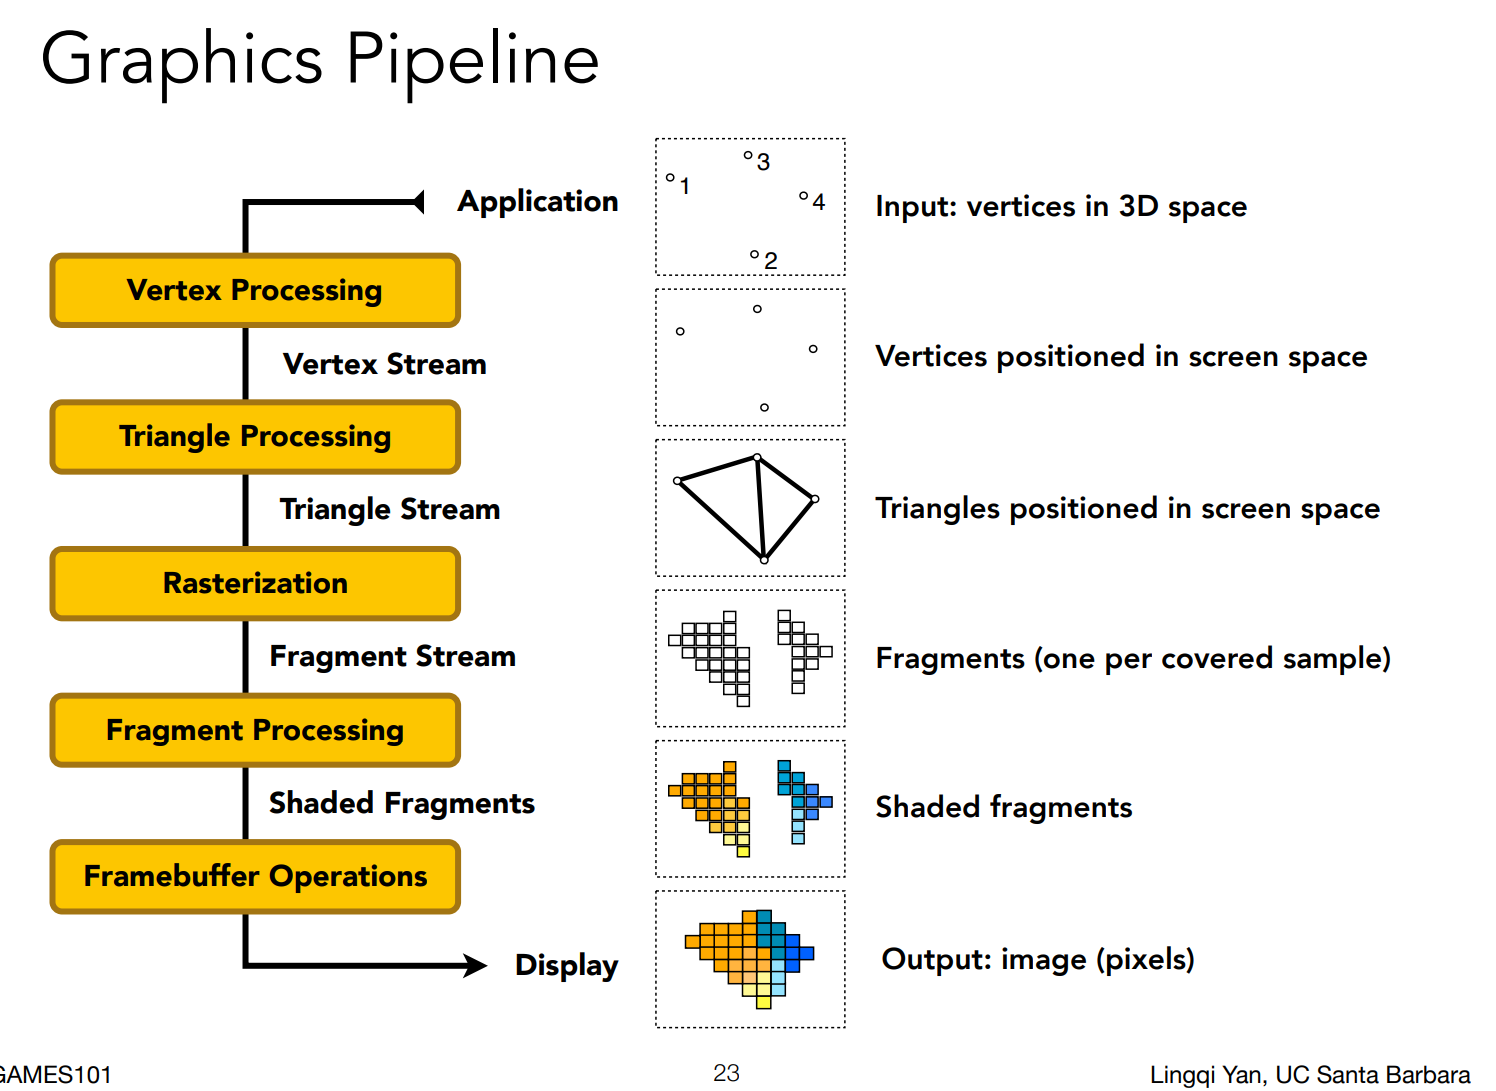 Graphics Pipeline
Application
Vertex Processing
Vertex Stream
Triangle Processing
Triangle Stream
Rasterization
Fragment Stream
Fragment Processing
Shaded Fragments
Framebuffer Operations
Display
3
1
4
2
Input: vertices in 3D space
Vertices positioned in screen space
Triangles positioned in screen space
Fragments (one per covered sample)
Shaded fragments
Output: image (pixels)
GAMES101
23
Lingqi Yan, UC Santa Barbara